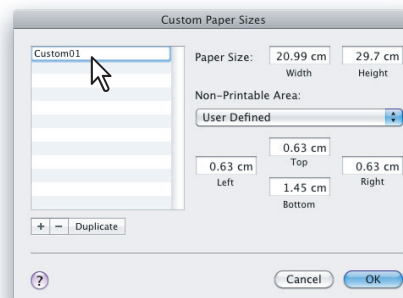 Custom Paper Sizes
Custom01
Paper Size: 20.99 cm 29.7 cm
Width Height
Non-Printable Area:
User Defined
0.63 cm
Top
0.63 cm 0.63 cm
Left Right
1.45 cm
Bottom
+ − Duplicate
? Cancel OK